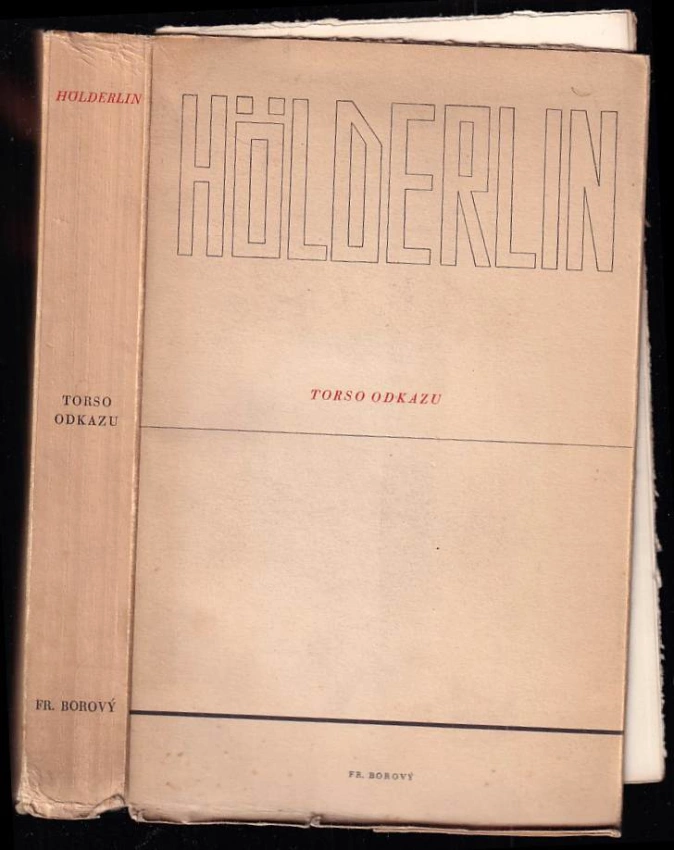 HÖLDERLIN
TORSO
ODKAZU
FR. BOROVÝ
HÖLDERLIN
TORSO ODKAZU
FR. BOROVÝ